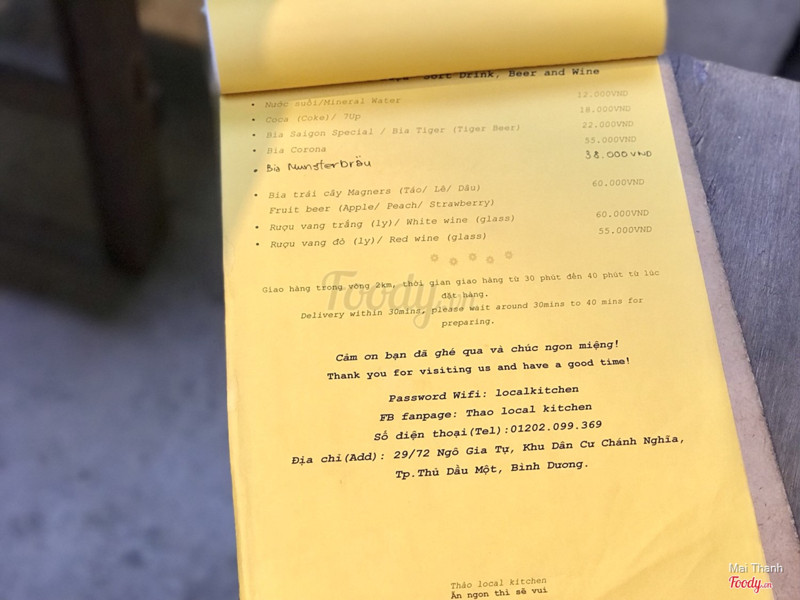 Soft Drink, Beer and Wine
• Nước suối/Mineral Water 12.000VND
• Coca (Coke)/ 7Up 18.000VND
• Bia Saigon Special / Bia Tiger (Tiger Beer) 22.000VND
• Bia Corona 55.000VND
• Bia MunsterBräu 38.000VND
• Bia trái cây Magners (Táo/ Lê/ Dâu) 60.000VND
Fruit beer (Apple/ Peach/ Strawberry)
• Rượu vang trắng (ly)/ White wine (glass) 60.000VND
• Rượu vang đỏ (ly)/ Red wine (glass) 55.000VND
Giao hàng trong vòng 2km, thời gian giao hàng từ 30 phút đến 40 phút từ lúc
đặt hàng.
Foody.vn
Delivery within 30mins, please wait around 30mins to 40 mins for
preparing.
Cảm ơn bạn đã ghé qua và chúc ngon miệng!
Thank you for visiting us and have a good time!
Password Wifi: localkitchen
FB fanpage: Thao local kitchen
Số điện thoại(Tel):01202.099.369
Địa chỉ(Add): 29/72 Ngô Gia Tự, Khu Dân Cư Chánh Nghĩa,
Tp.Thủ Dầu Một, Bình Dương.
Thảo local kitchen
Ăn ngon thì sẽ vui
Mai Thanh
Foody.vn